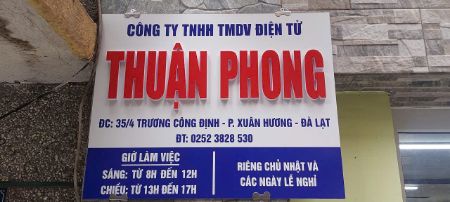 CÔNG TY TNHH TMDV ĐIỆN TỬ
THUẬN PHONG
ĐC: 35/4 TRƯƠNG CÔNG ĐỊNH - P. XUÂN HƯƠNG - ĐÀ LẠT
ĐT: 0252 3828 530
GIỜ LÀM VIỆC
SÁNG: TỪ 8H ĐẾN 12H
CHIỀU: TỪ 13H ĐẾN 17H
RIÊNG CHỦ NHẬT VÀ
CÁC NGÀY LỄ NGHỈ